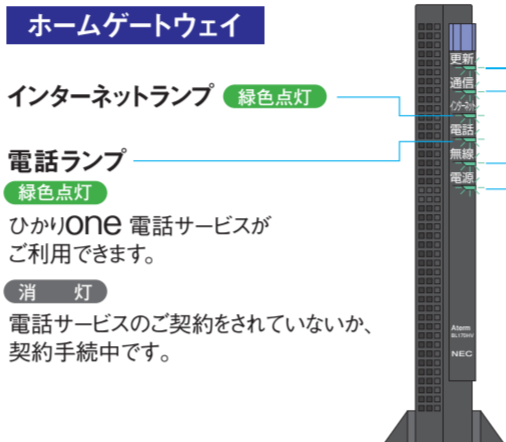 ホームゲートウェイ
インターネットランプ 緑色点灯
電話ランプ
緑色点灯
ひかりone 電話サービスが
ご利用できます。
消 灯
電話サービスのご契約をされていないか、
契約手続中です。
更新
通信
インターネット
電話
無線
電源
Aterm
BL170HV
NEC